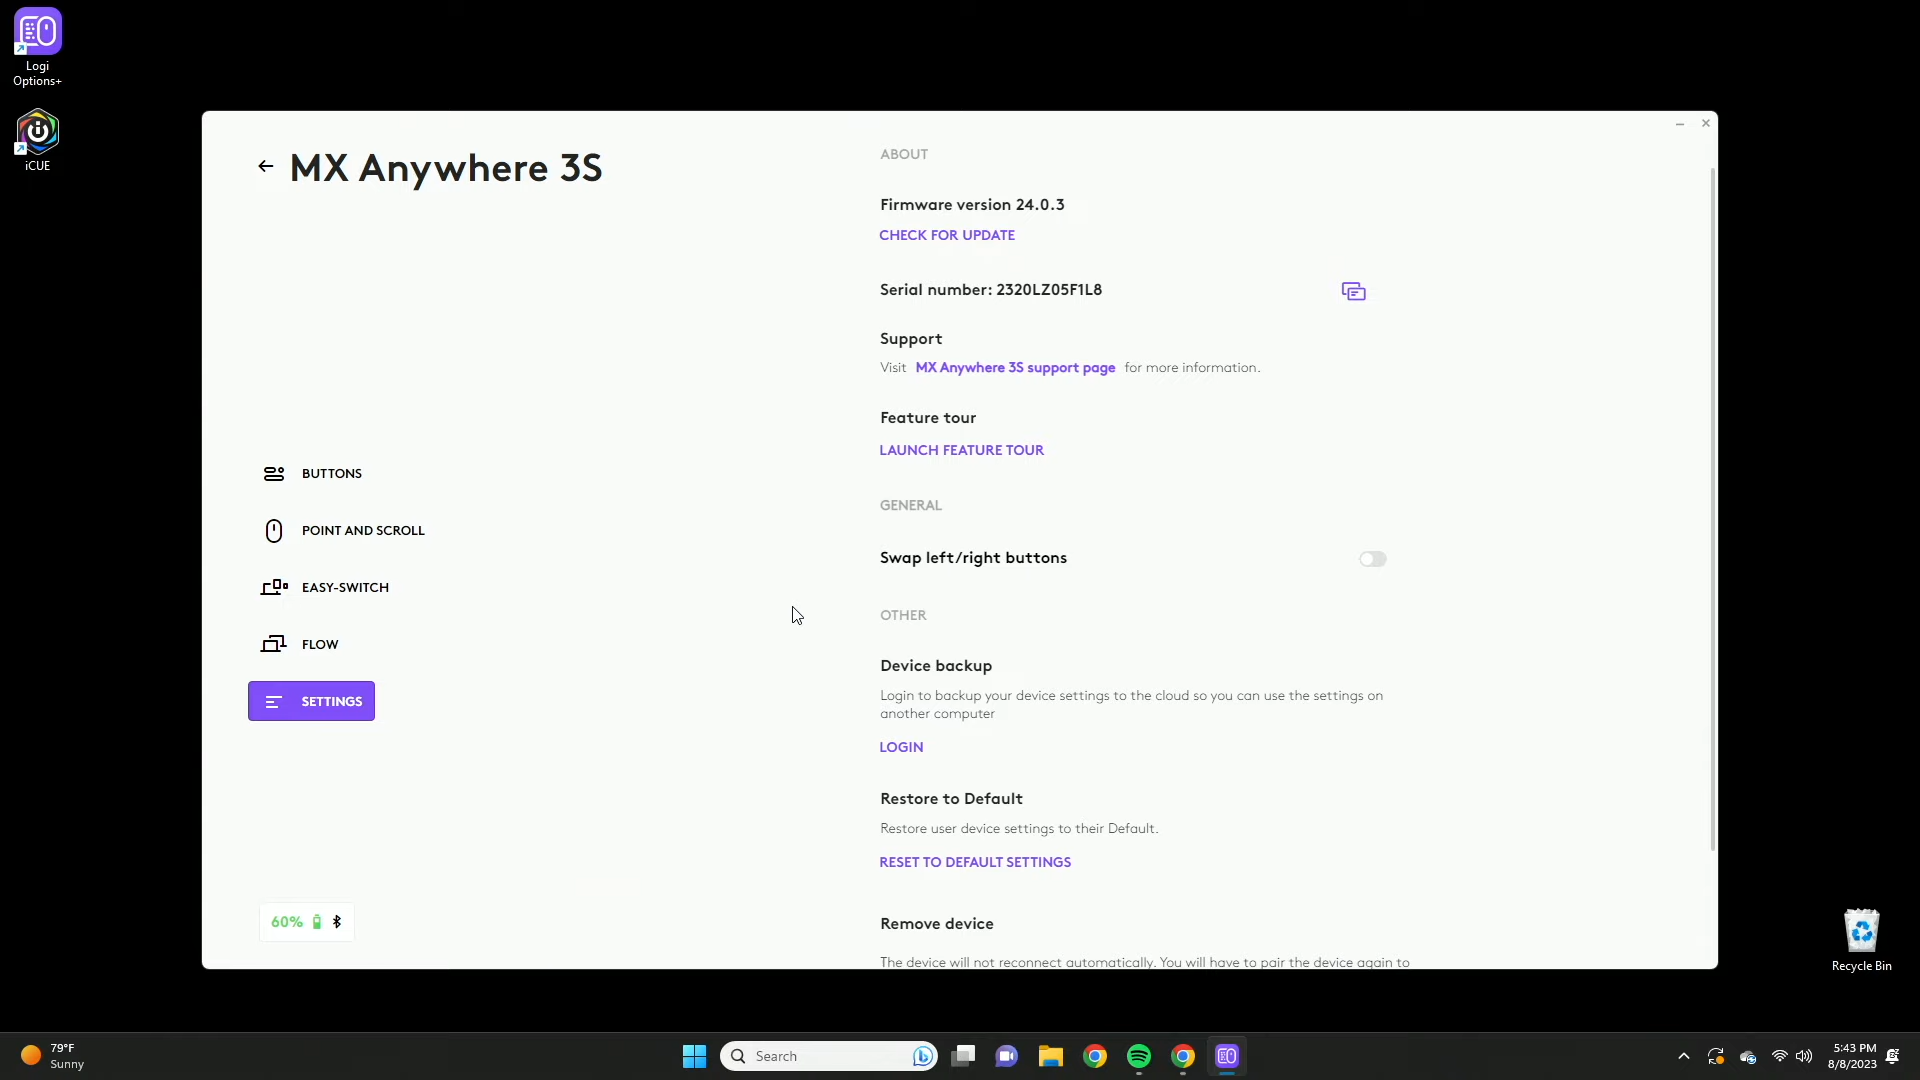 Logi
Options+
iCUE
MX Anywhere 3S
BUTTONS
POINT AND SCROLL
EASY-SWITCH
FLOW
SETTINGS
60%
ABOUT
Firmware version 24.0.3
CHECK FOR UPDATE
Serial number: 2320LZ05F1L8
Support
Visit MX Anywhere 3S support page for more information.
Feature tour
LAUNCH FEATURE TOUR
GENERAL
Swap left/right buttons
OTHER
Device backup
Login to backup your device settings to the cloud so you can use the settings on
another computer
LOGIN
Restore to Default
Restore user device settings to their Default.
RESET TO DEFAULT SETTINGS
Remove device
The device will not reconnect automatically. You will have to pair the device again to
Recycle Bin
79°F
Sunny
Search
5:43 PM
8/8/2023